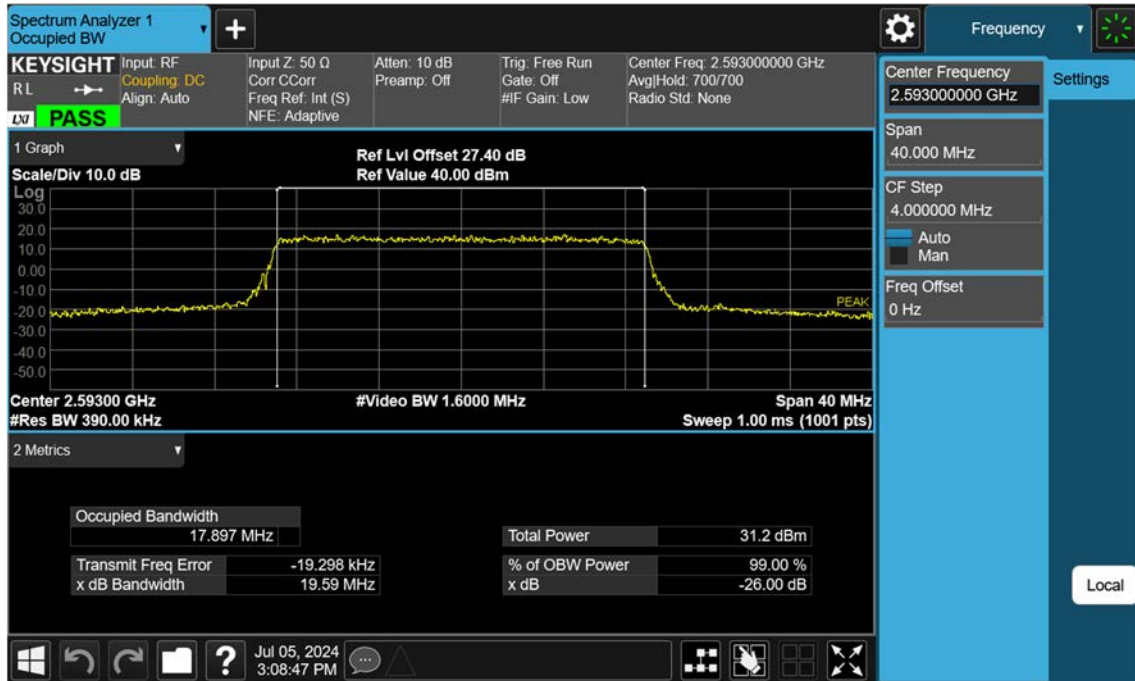 Spectrum Analyzer 1
Occupied BW
Frequency
KEYSIGHT
RL
LXI
PASS
Input: RF
Coupling: DC
Align: Auto
Input Z: 50 Ω
Corr CCorr
Freq Ref: Int (S)
NFE: Adaptive
Atten: 10 dB
Preamp: Off
Trig: Free Run
Gate: Off
#IF Gain: Low
Center Freq: 2.593000000 GHz
Avg|Hold: 700/700
Radio Std: None
Center Frequency
2.593000000 GHz
Settings
Span
40.000 MHz
CF Step
4.000000 MHz
Auto
Man
Freq Offset
0 Hz
1 Graph
Scale/Div 10.0 dB
Ref Lvl Offset 27.40 dB
Ref Value 40.00 dBm
Log
30.0
20.0
10.0
0.00
-10.0
-20.0
-30.0
-40.0
-50.0
PEAK
Center 2.59300 GHz
#Video BW 1.6000 MHz
Span 40 MHz
#Res BW 390.00 kHz
Sweep 1.00 ms (1001 pts)
2 Metrics
Occupied Bandwidth
17.897 MHz
Total Power 31.2 dBm
Transmit Freq Error -19.298 kHz
% of OBW Power 99.00 %
x dB Bandwidth 19.59 MHz
x dB -26.00 dB
Local
?
Jul 05, 2024
3:08:47 PM